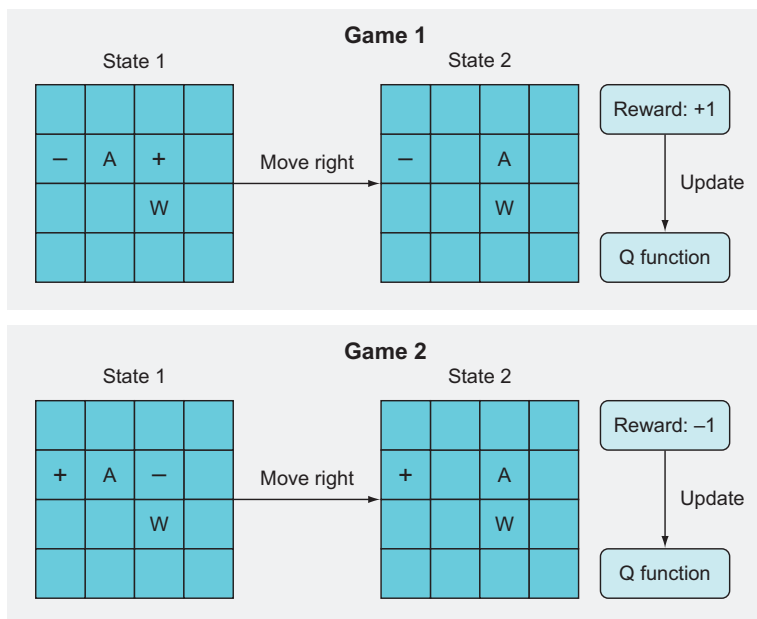 Game 1
State 1
State 2
– A +
W
Move right
– A
W
Reward: +1
Update
Q function
Game 2
State 1
State 2
+ A –
W
Move right
+ A
W
Reward: –1
Update
Q function